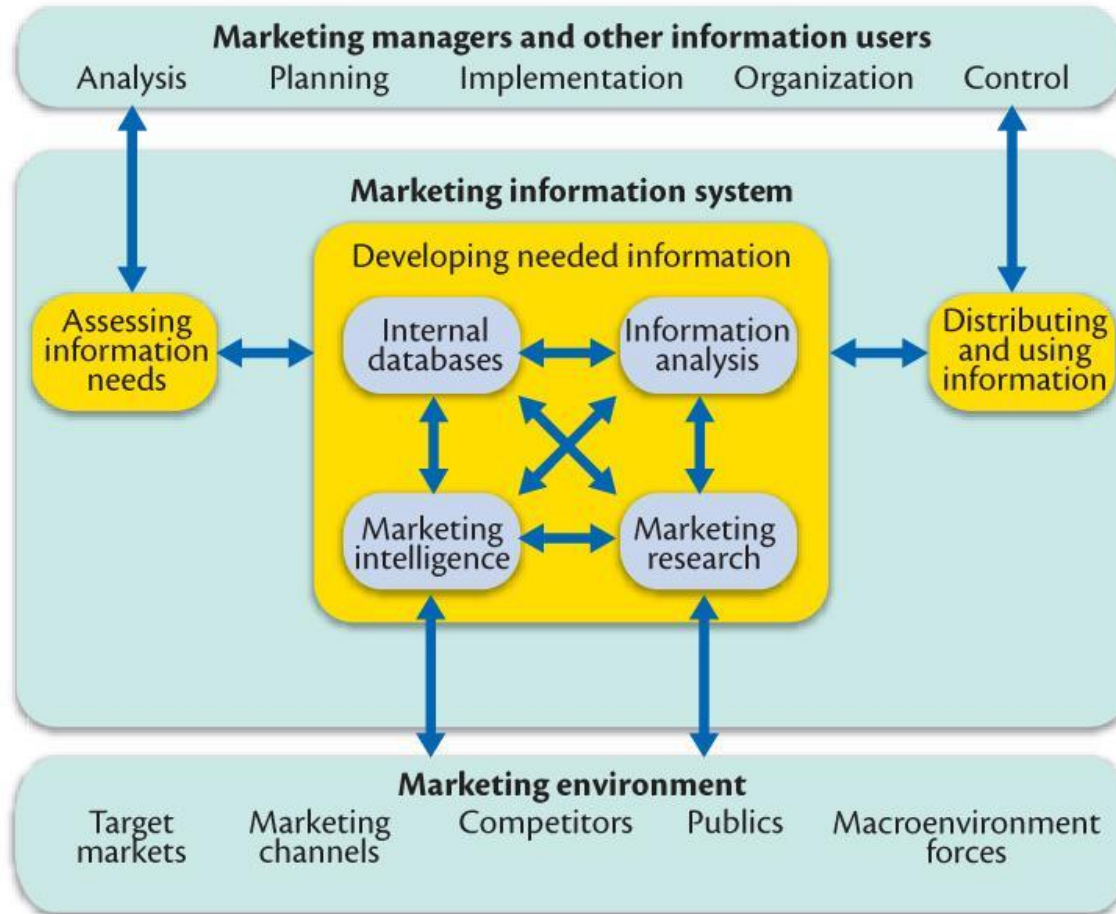 Marketing managers and other information users
Analysis Planning Implementation Organization Control
Marketing information system
Developing needed information
Assessing
information
needs
Internal
databases
Information
analysis
Distributing
and using
information
Marketing
intelligence
Marketing
research
Marketing environment
Target
markets
Marketing
channels
Competitors
Publics
Macroenvironment
forces